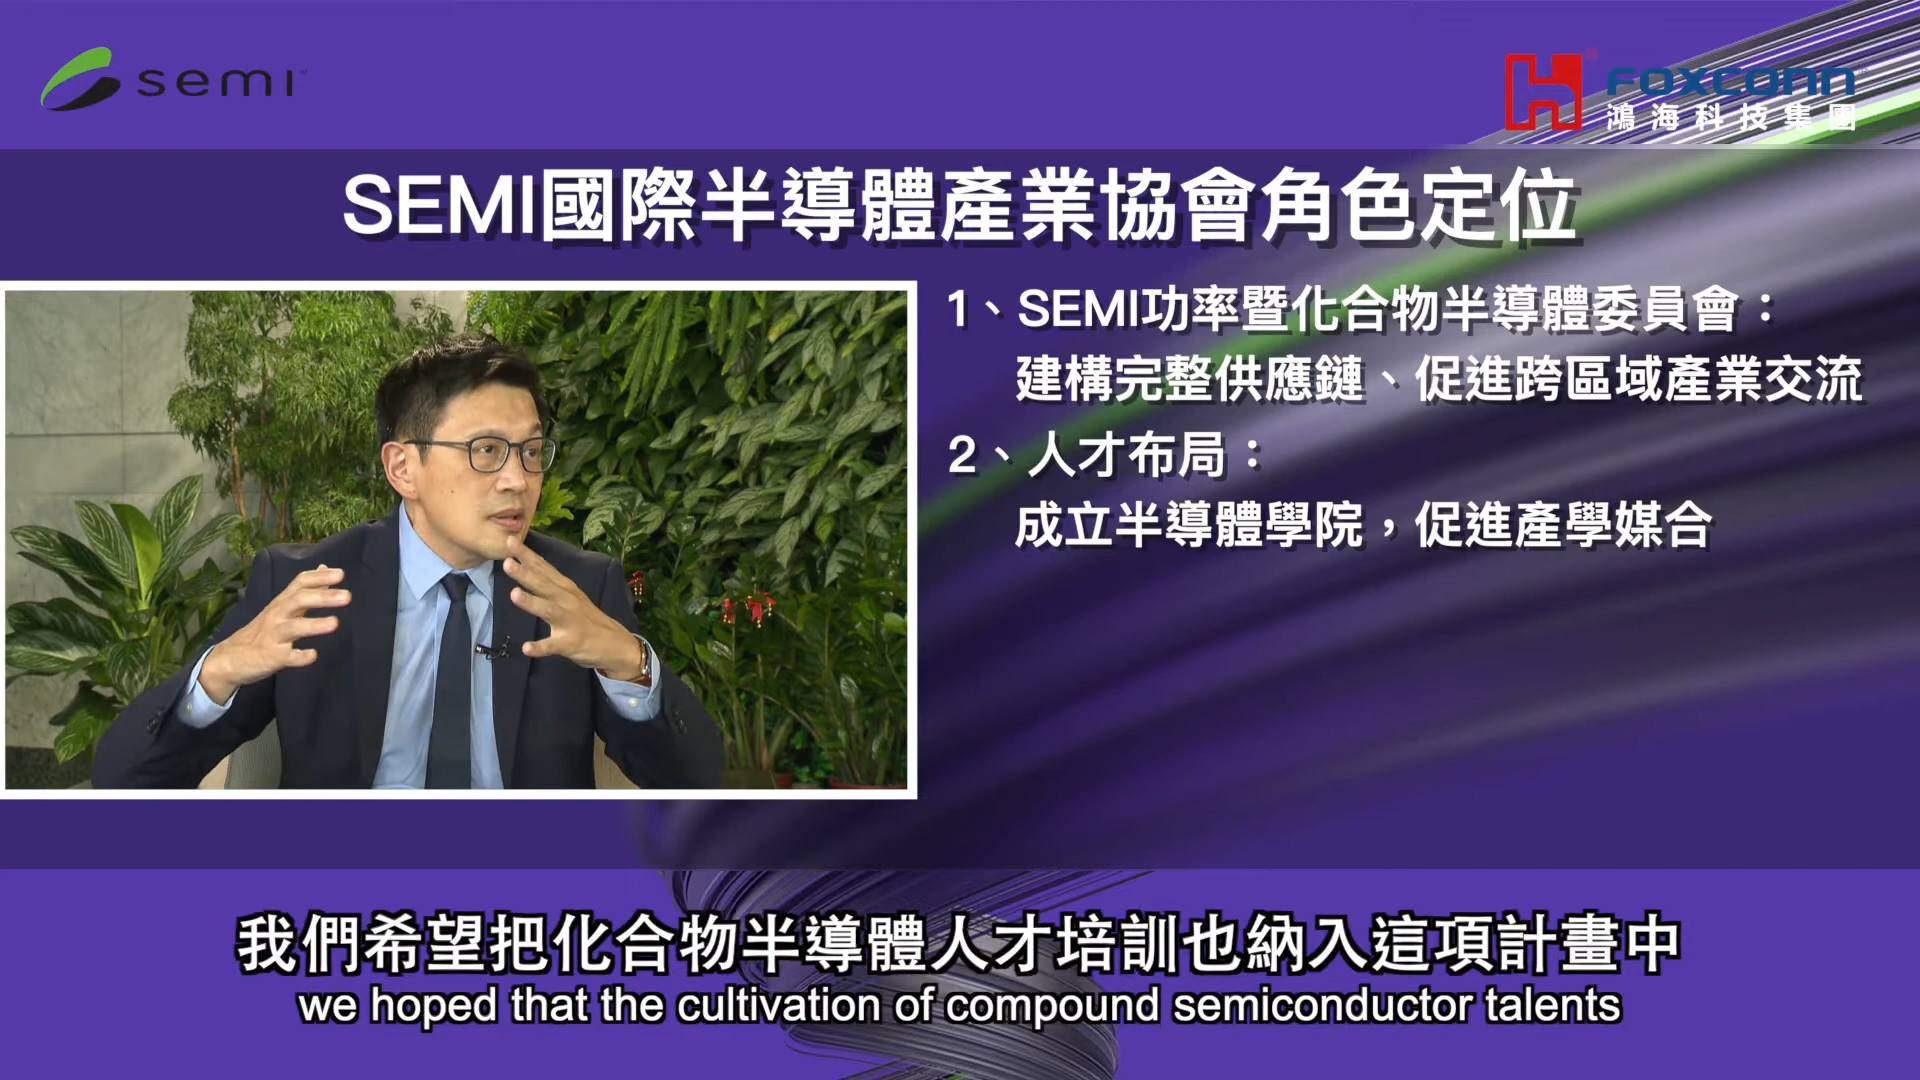 semi
FOXCONN
鴻海科技集團
SEMI國際半導體產業協會角色定位
1、SEMI功率暨化合物半導體委員會：
建構完整供應鏈、促進跨區域產業交流
2、人才布局：
成立半導體學院，促進產學媒合
我們希望把化合物半導體人才培訓也納入這項計畫中
we hoped that the cultivation of compound semiconductor talents